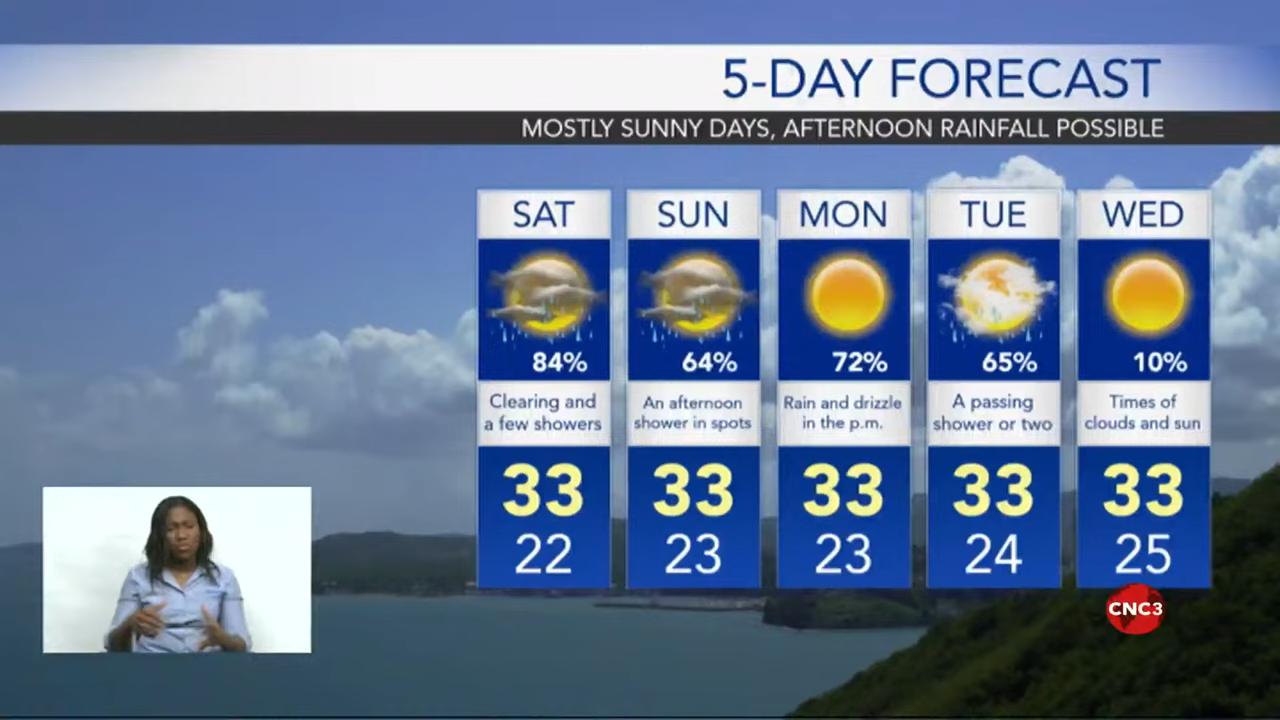 5-DAY FORECAST
MOSTLY SUNNY DAYS, AFTERNOON RAINFALL POSSIBLE
SAT
84%
Clearing and
a few showers
33
22
SUN
64%
An afternoon
shower in spots
33
23
MON
72%
Rain and drizzle
in the p.m.
33
23
TUE
65%
A passing
shower or two
33
24
WED
10%
Times of
clouds and sun
33
25
CNC3